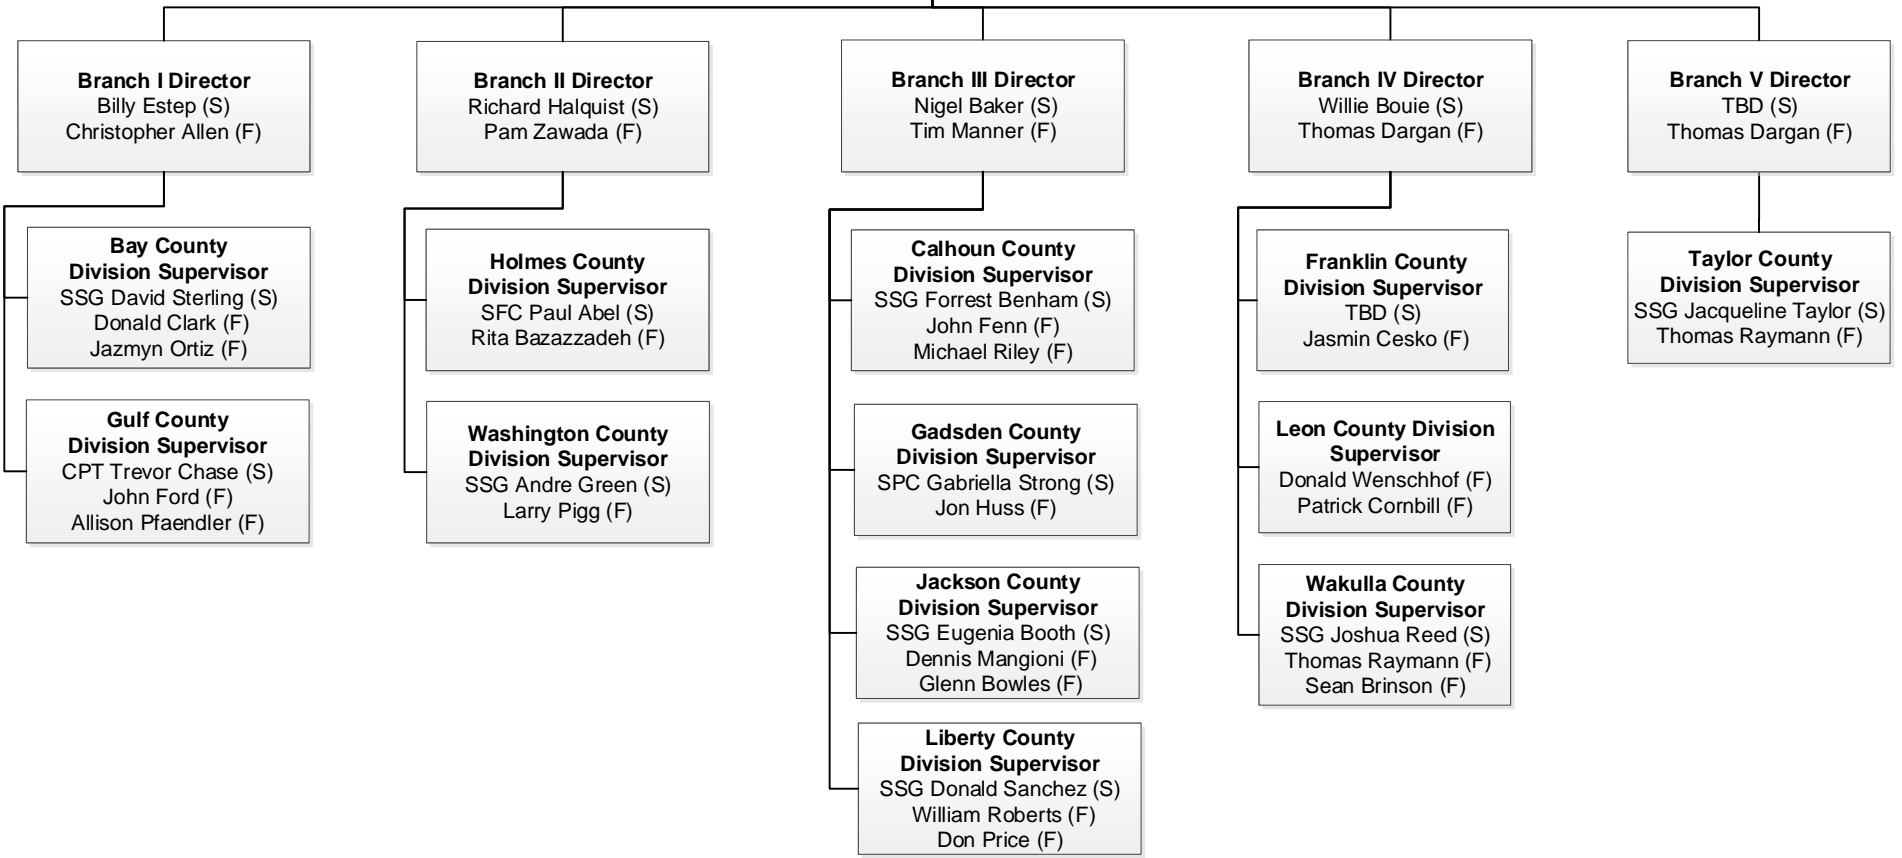 Branch I Director
Billy Estep (S)
Christopher Allen (F)
Branch II Director
Richard Halquist (S)
Pam Zawada (F)
Branch III Director
Nigel Baker (S)
Tim Manner (F)
Branch IV Director
Willie Bouie (S)
Thomas Dargan (F)
Branch V Director
TBD (S)
Thomas Dargan (F)
Bay County
Division Supervisor
SSG David Sterling (S)
Donald Clark (F)
Jazmyn Ortiz (F)
Gulf County
Division Supervisor
CPT Trevor Chase (S)
John Ford (F)
Allison Pfaendler (F)
Holmes County
Division Supervisor
SFC Paul Abel (S)
Rita Bazazzadeh (F)
Washington County
Division Supervisor
SSG Andre Green (S)
Larry Pigg (F)
Calhoun County
Division Supervisor
SSG Forrest Benham (S)
John Fenn (F)
Michael Riley (F)
Gadsden County
Division Supervisor
SPC Gabriella Strong (S)
Jon Huss (F)
Jackson County
Division Supervisor
SSG Eugenia Booth (S)
Dennis Mangioni (F)
Glenn Bowles (F)
Liberty County
Division Supervisor
SSG Donald Sanchez (S)
William Roberts (F)
Don Price (F)
Franklin County
Division Supervisor
TBD (S)
Jasmin Cesko (F)
Leon County Division
Supervisor
Donald Wenschhof (F)
Patrick Cornbill (F)
Wakulla County
Division Supervisor
SSG Joshua Reed (S)
Thomas Raymann (F)
Sean Brinson (F)
Taylor County
Division Supervisor
SSG Jacqueline Taylor (S)
Thomas Raymann (F)